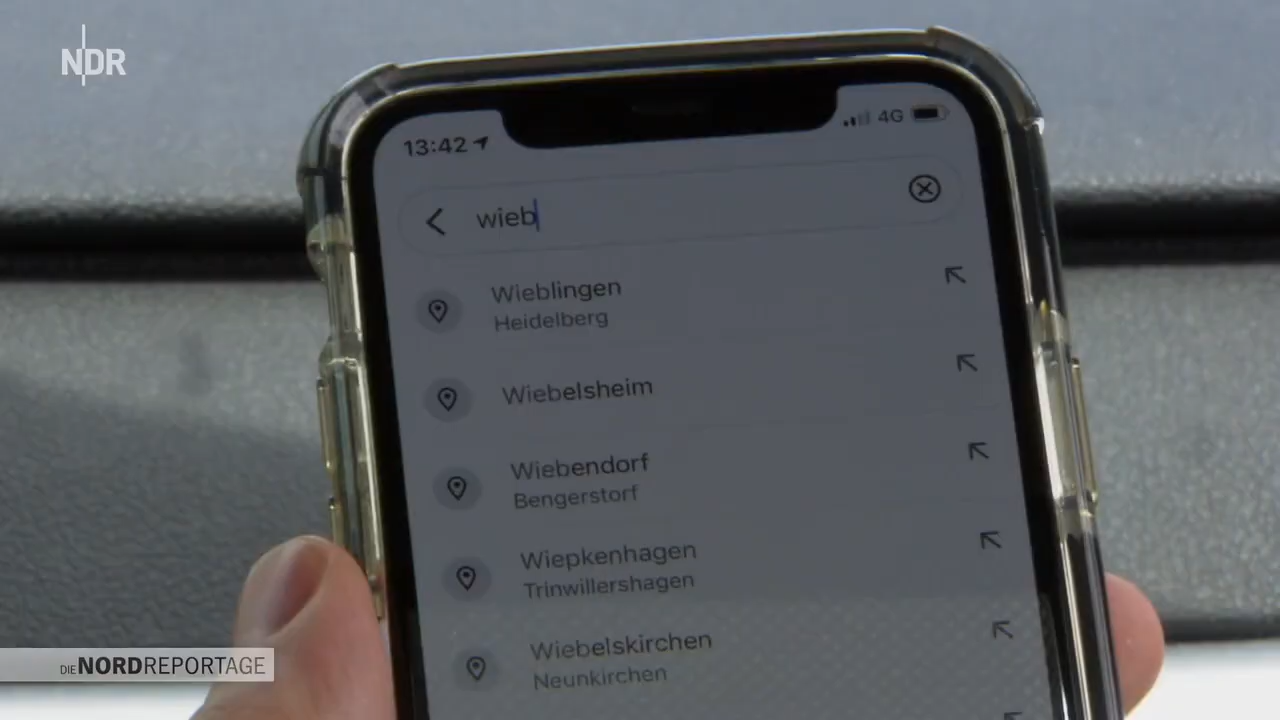 NDR
13:42
4G
wieb
Wieblingen
Heidelberg
Wiebelsheim
Wiebendorf
Bengerstorf
Wiepkenhagen
Trinwillershagen
Wiebelskirchen
Neunkirchen
DIE NORDREPORTAGE